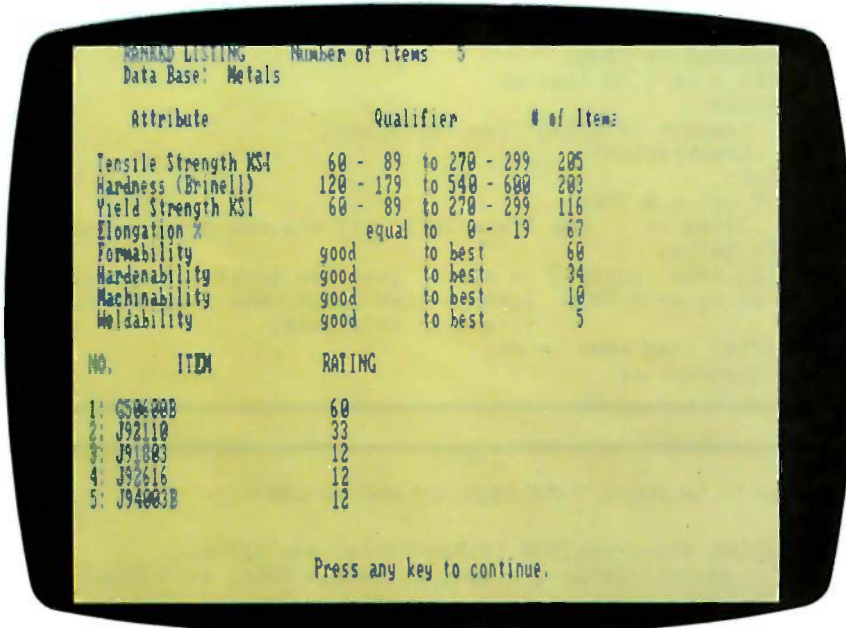 RANKED LISTING Number of items 5
Data Base: Metals
Attribute Qualifier # of Items
Tensile Strength KSI 60 - 89 to 270 - 299 205
Hardness (Brinell) 120 - 179 to 540 - 600 203
Yield Strength KSI 60 - 89 to 270 - 299 116
Elongation % equal to 0 - 19 67
Formability good to best 60
Hardenability good to best 34
Machinability good to best 10
Weldability good to best 5
NO. ITEM RATING
1: G50600B 60
2: J92110 33
3: J91803 12
4: J92616 12
5: J94003B 12
Press any key to continue.